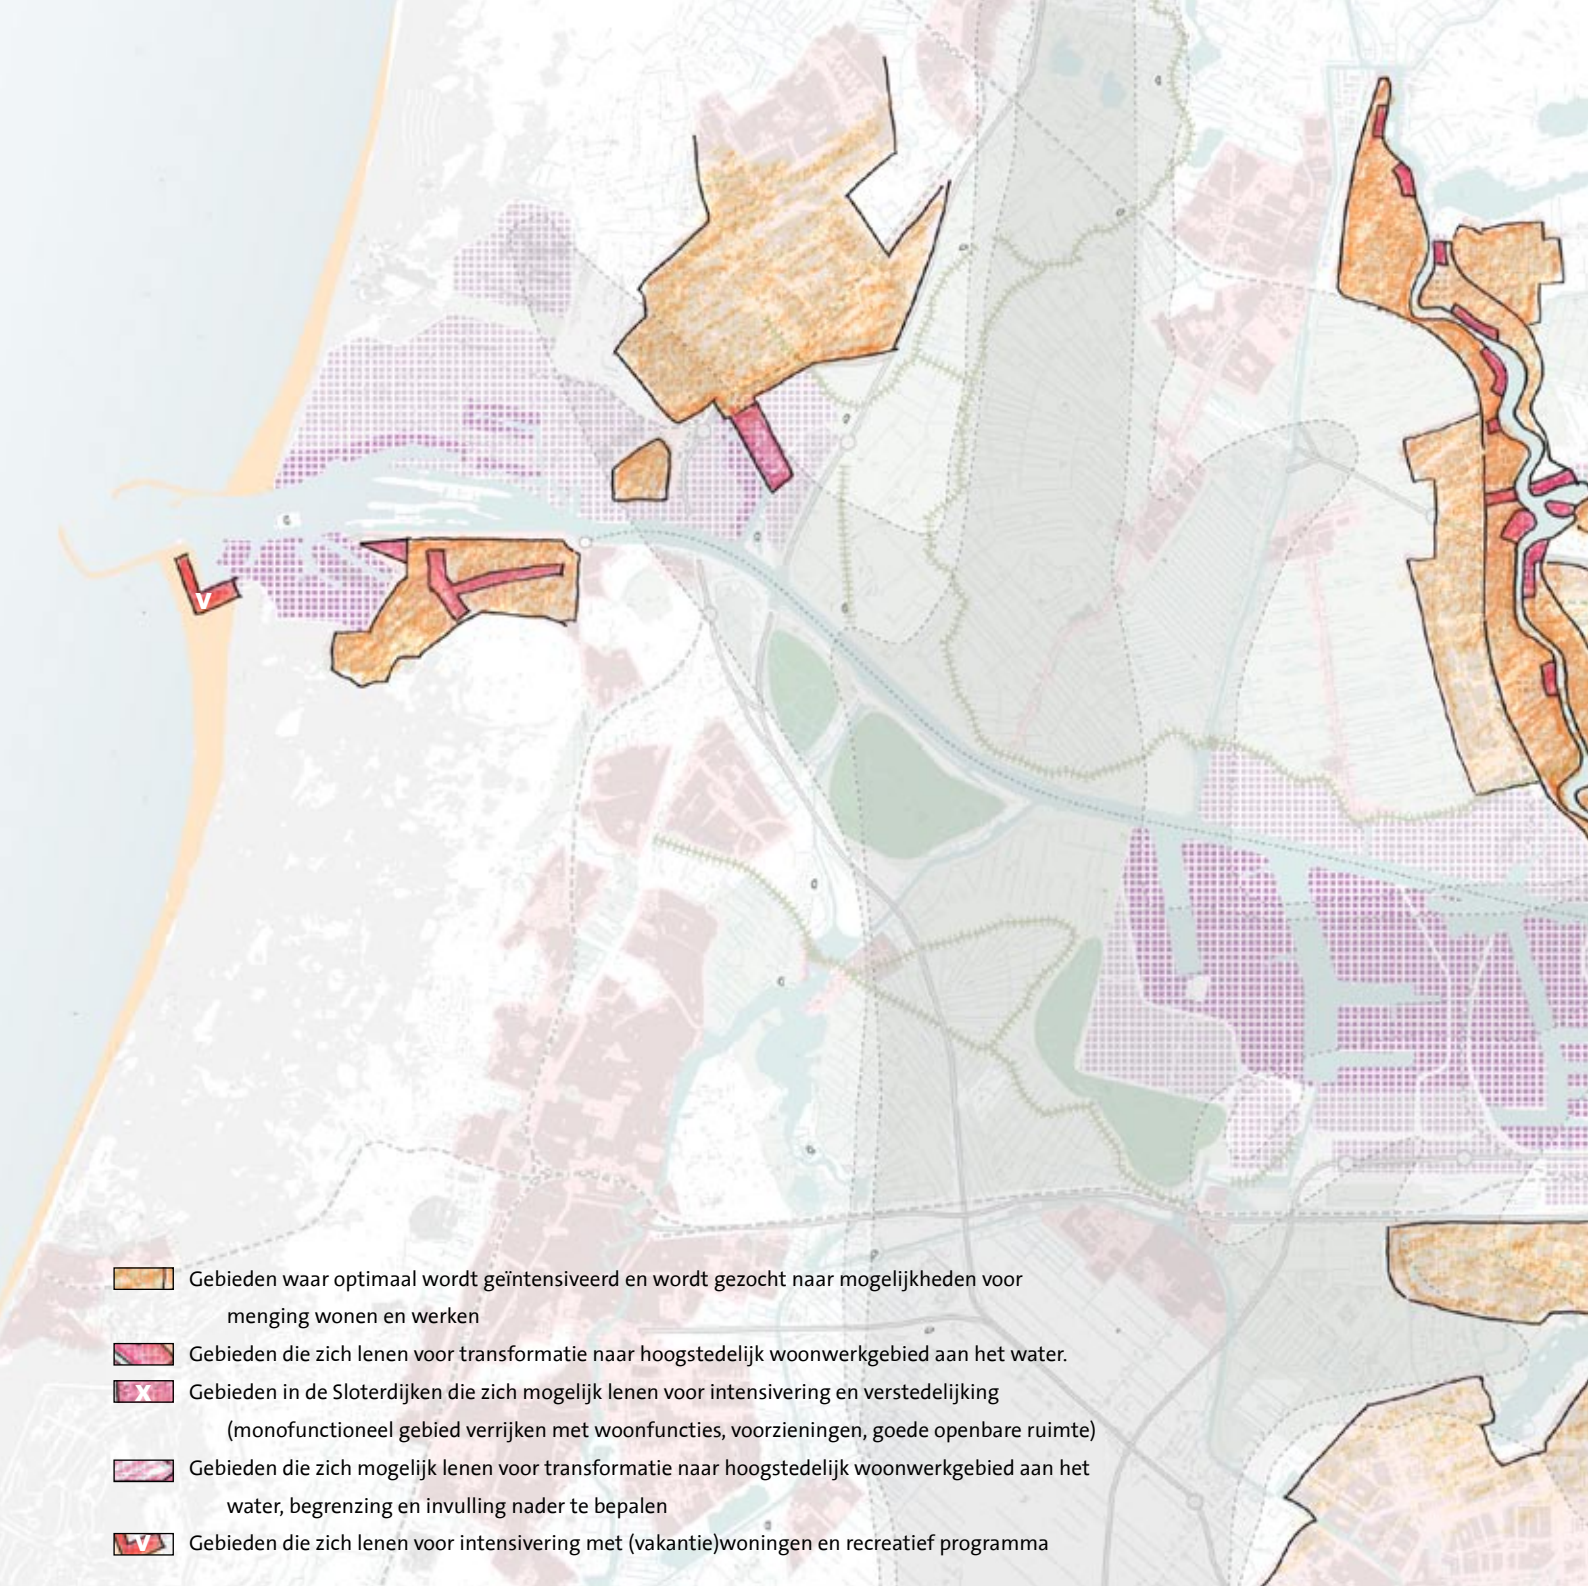 V
Gebieden waar optimaal wordt geïntensiveerd en wordt gezocht naar mogelijkheden voor
menging wonen en werken
Gebieden die zich lenen voor transformatie naar hoogstedelijk woonwerkgebied aan het water.
X Gebieden in de Sloterdijken die zich mogelijk lenen voor intensivering en verstedelijking
(monofunctioneel gebied verrijken met woonfuncties, voorzieningen, goede openbare ruimte)
Gebieden die zich mogelijk lenen voor transformatie naar hoogstedelijk woonwerkgebied aan het
water, begrenzing en invulling nader te bepalen
V Gebieden die zich lenen voor intensivering met (vakantie)woningen en recreatief programma